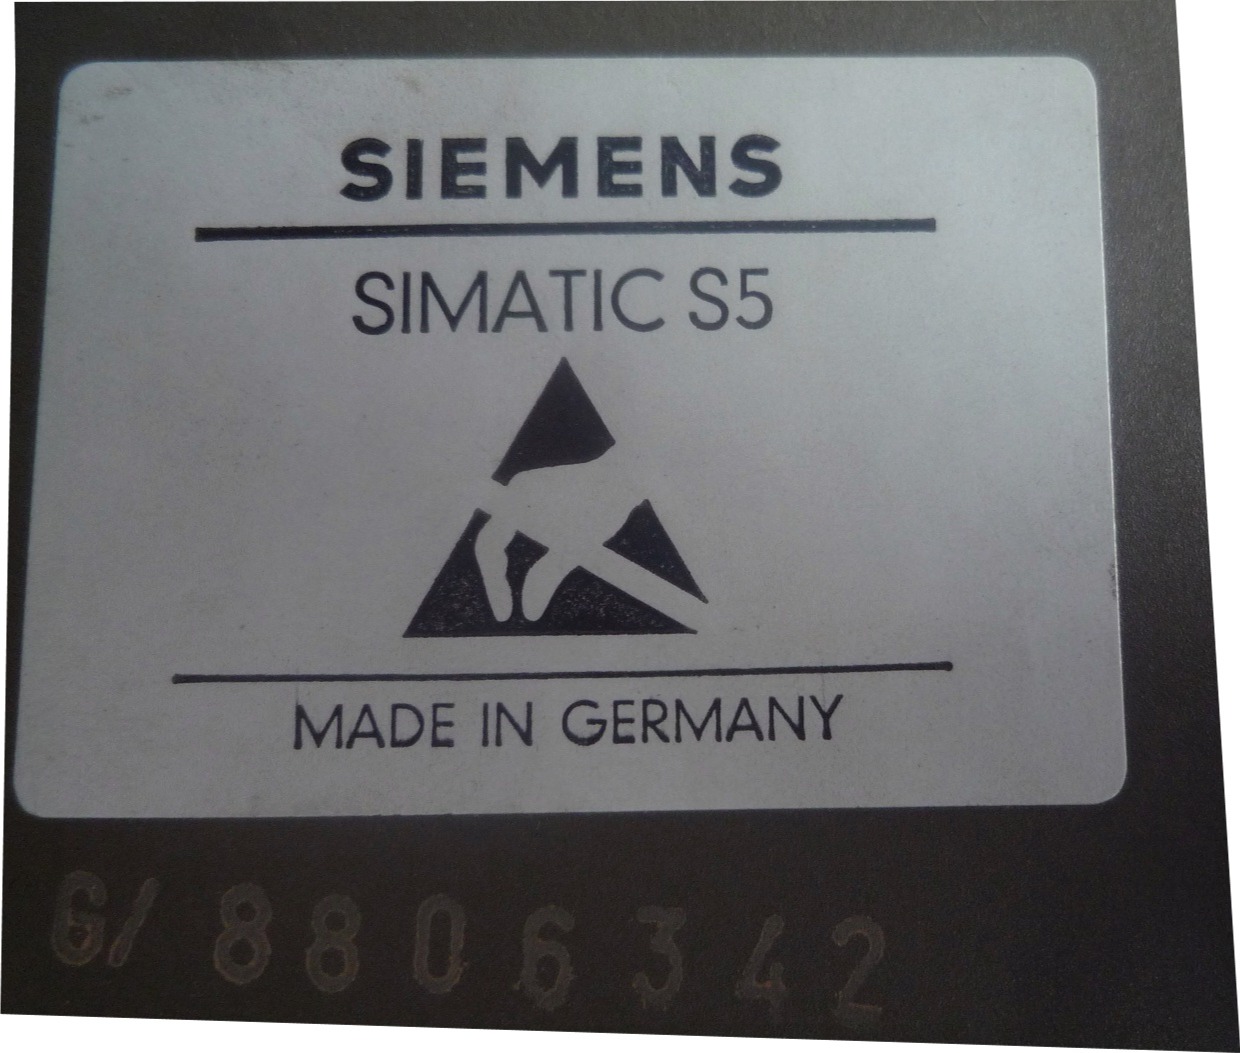 SIEMENS
SIMATIC S5
MADE IN GERMANY
G/ 8806342